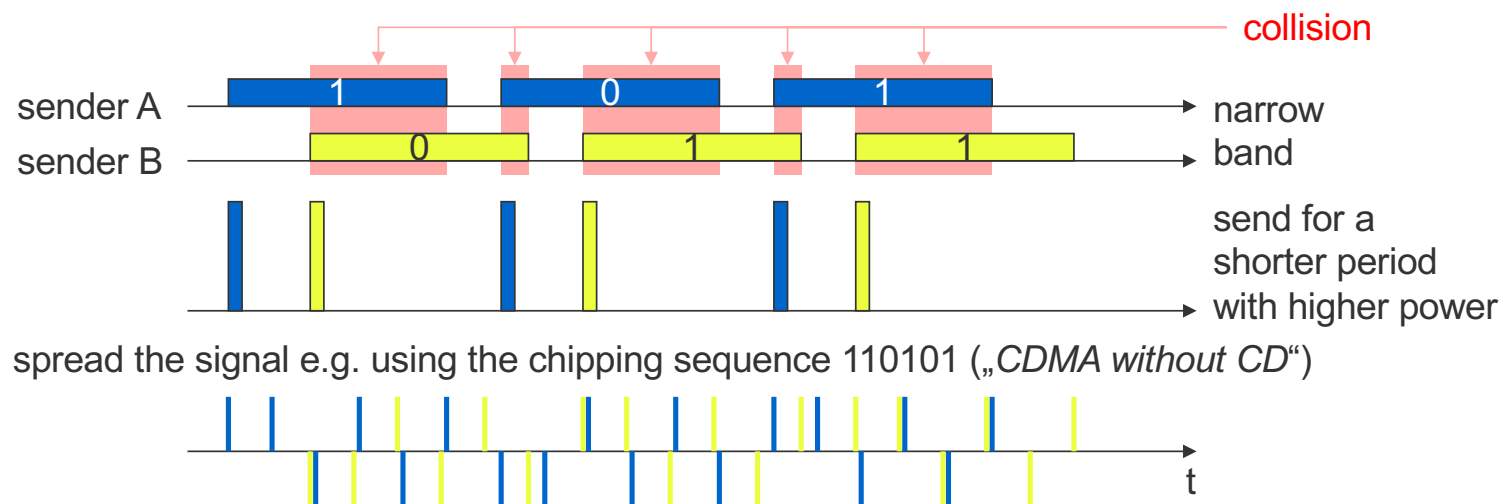 collision
sender A
1 0 1
narrow
band
sender B
0 1 1
send for a
shorter period
with higher power
spread the signal e.g. using the chipping sequence 110101 („CDMA without CD“)
t